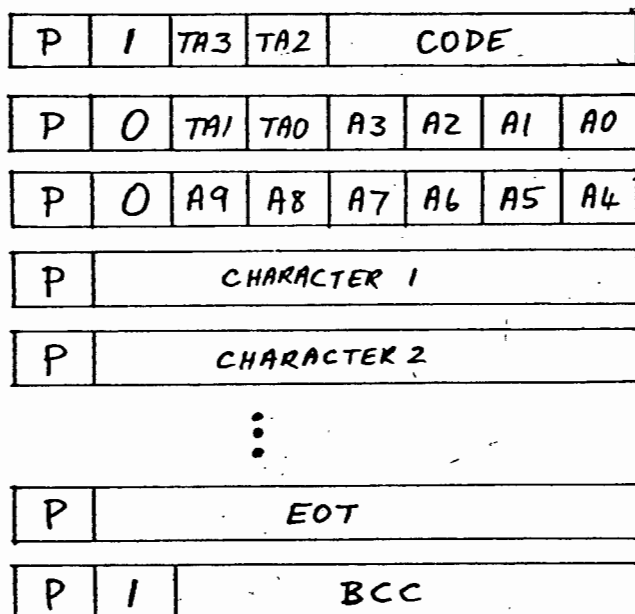 P 1 TA3 TA2 CODE
P 0 TA1 TA0 A3 A2 A1 A0
P 0 A9 A8 A7 A6 A5 A4
P CHARACTER 1
P CHARACTER 2
P EOT
P 1 BCC